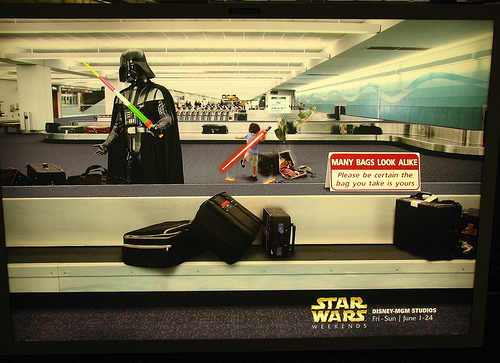 MANY BAGS LOOK ALIKE
Please be certain the
bag you take is yours
STAR
WARS
WEEKENDS
DISNEY-MGM STUDIOS
Fri - Sun | June 1-24